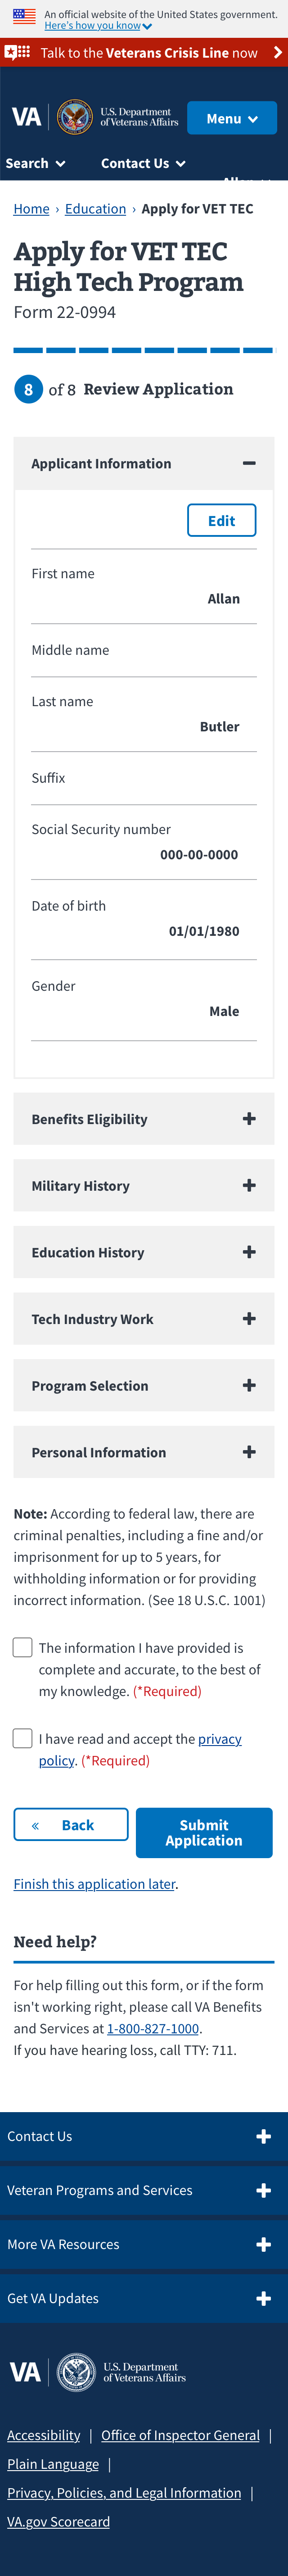 An official website of the United States government.
Here's how you know
Talk to the Veterans Crisis Line now
VA
U.S. Department
of Veterans Affairs
Menu
Search
Contact Us
Home › Education › Apply for VET TEC
Apply for VET TEC
High Tech Program
Form 22-0994
8 of 8 Review Application
Applicant Information
Edit
First name
Allan
Middle name
Last name
Butler
Suffix
Social Security number
000-00-0000
Date of birth
01/01/1980
Gender
Male
Benefits Eligibility
Military History
Education History
Tech Industry Work
Program Selection
Personal Information
Note: According to federal law, there are
criminal penalties, including a fine and/or
imprisonment for up to 5 years, for
withholding information or for providing
incorrect information. (See 18 U.S.C. 1001)
The information I have provided is
complete and accurate, to the best of
my knowledge. (*Required)
I have read and accept the privacy
policy. (*Required)
« Back
Submit
Application
Finish this application later.
Need help?
For help filling out this form, or if the form
isn't working right, please call VA Benefits
and Services at 1-800-827-1000.
If you have hearing loss, call TTY: 711.
Contact Us
Veteran Programs and Services
More VA Resources
Get VA Updates
VA
U.S. Department
of Veterans Affairs
Accessibility | Office of Inspector General |
Plain Language |
Privacy, Policies, and Legal Information |
VA.gov Scorecard